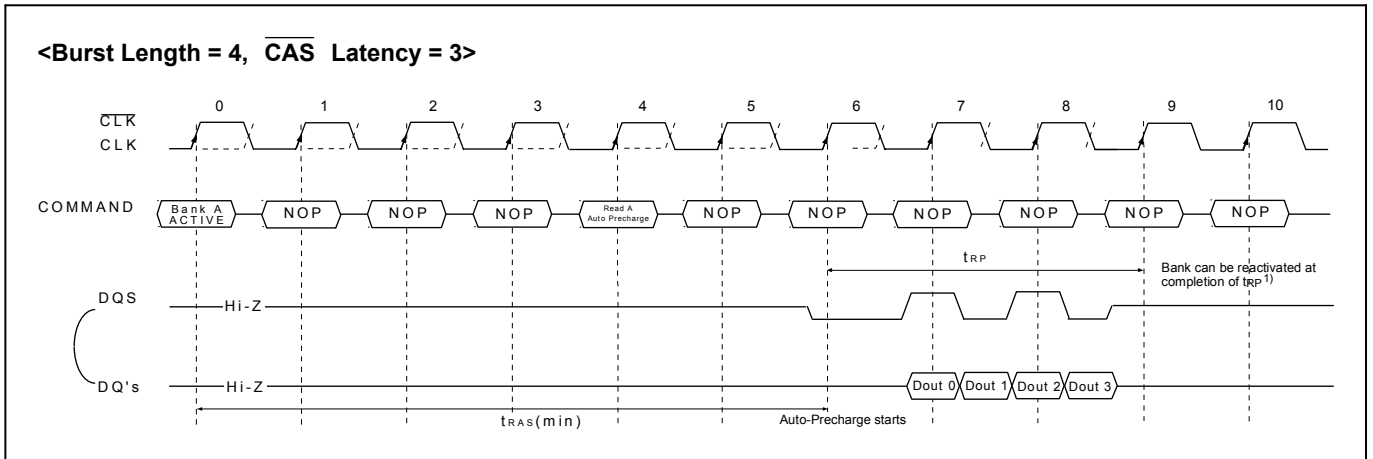 <Burst Length = 4, CAS Latency = 3>
0 1 2 3 4 5 6 7 8 9 10
CLK
CLK
COMMAND
Bank A
ACTIVE
NOP
NOP
NOP
Read A
Auto Precharge
NOP
NOP
NOP
NOP
NOP
NOP
tRP
Bank can be reactivated at
completion of tRP1)
DQS
Hi-Z
DQ's
Hi-Z
Dout 0 Dout 1 Dout 2 Dout 3
tRAS(min)
Auto-Precharge starts